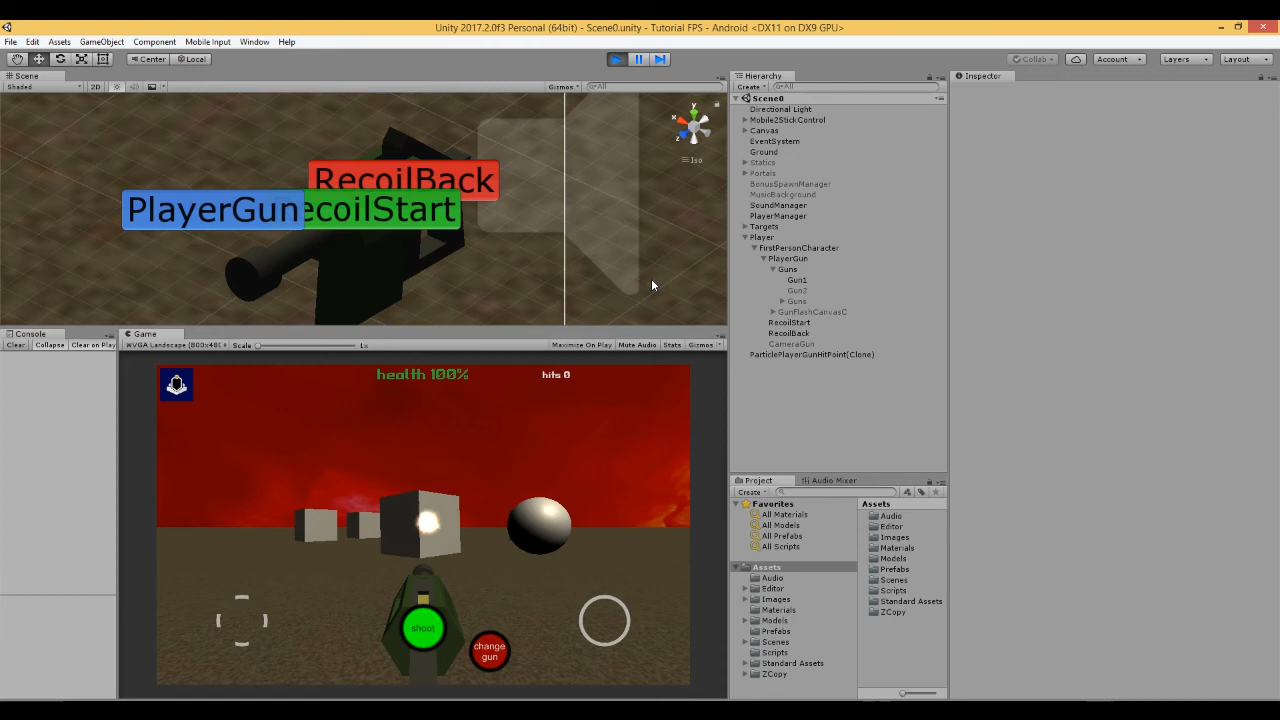 Unity 2017.2.0f3 Personal (64bit) - Scene0.unity - Tutorial FPS - Android <DX11 on DX9 GPU>
File Edit Assets GameObject Component Mobile Input Window Help
Center Local Collab Account Layers Layout
Scene
Shaded 2D Gizmos All
y
x
z
Iso
RecoilBack
PlayerGun
ecoilStart
Console
Clear Collapse Clear on Play
Game
WVGA Landscape (800x480 Scale 1x Maximize On Play Mute Audio Stats Gizmos
health 100% hits 0
shoot
change
gun
Hierarchy
Create All
Scene0
Directional Light
Mobile2StickControl
Canvas
EventSystem
Ground
Statics
Portals
BonusSpawnManager
MusicBackground
SoundManager
PlayerManager
Targets
Player
FirstPersonCharacter
PlayerGun
Guns
Gun1
Gun2
Guns
GunFlashCanvasC
RecoilStart
RecoilBack
CameraGun
ParticlePlayerGunHitPoint(Clone)
Project Audio Mixer
Create
Favorites
All Materials
All Models
All Prefabs
All Scripts
Assets
Audio
Editor
Images
Materials
Models
Prefabs
Scenes
Scripts
Standard Assets
ZCopy
Assets
Audio
Editor
Images
Materials
Models
Prefabs
Scenes
Scripts
Standard Assets
ZCopy
Inspector